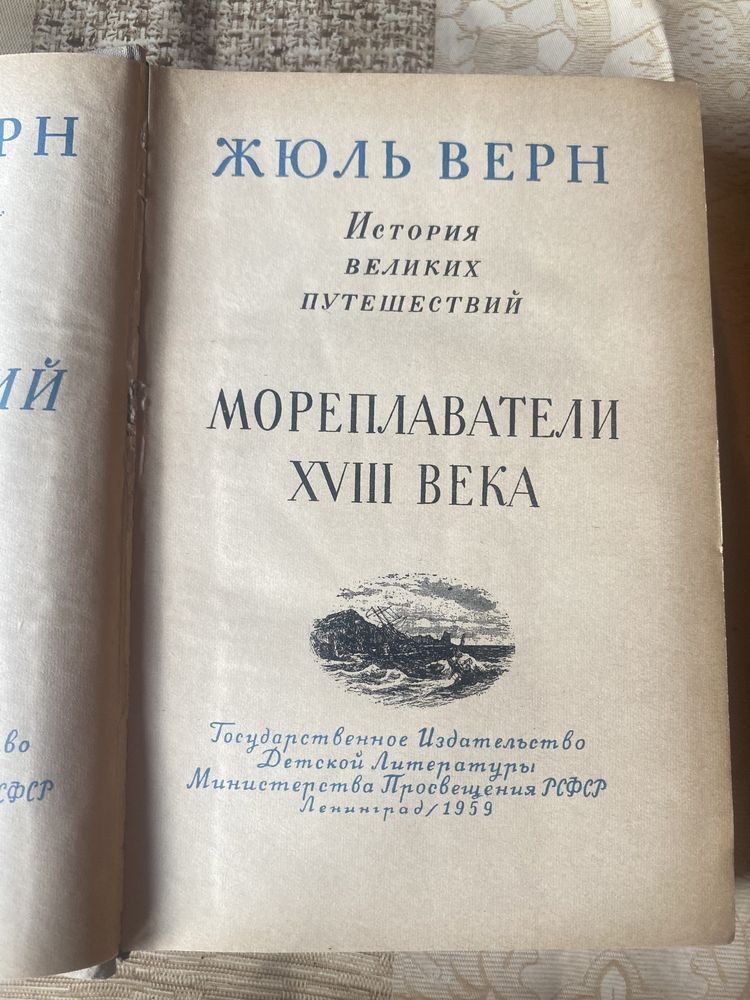 ЖЮЛЬ ВЕРН
История
ВЕЛИКИХ
ПУТЕШЕСТВИЙ
МОРЕПЛАВАТЕЛИ
XVIII ВЕКА
Государственное Издательство
Детской Литературы
Министерства Просвещения РСФСР
Ленинград/1959